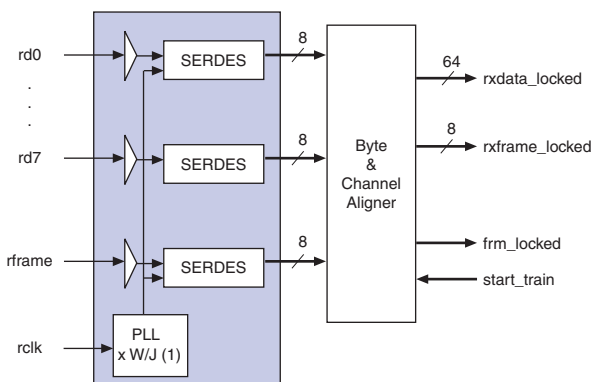 rd0
.
.
.
rd7
rframe
rclk
SERDES
SERDES
SERDES
PLL
x W/J (1)
8
8
8
Byte
&
Channel
Aligner
64
rxdata_locked
8
rxframe_locked
frm_locked
start_train